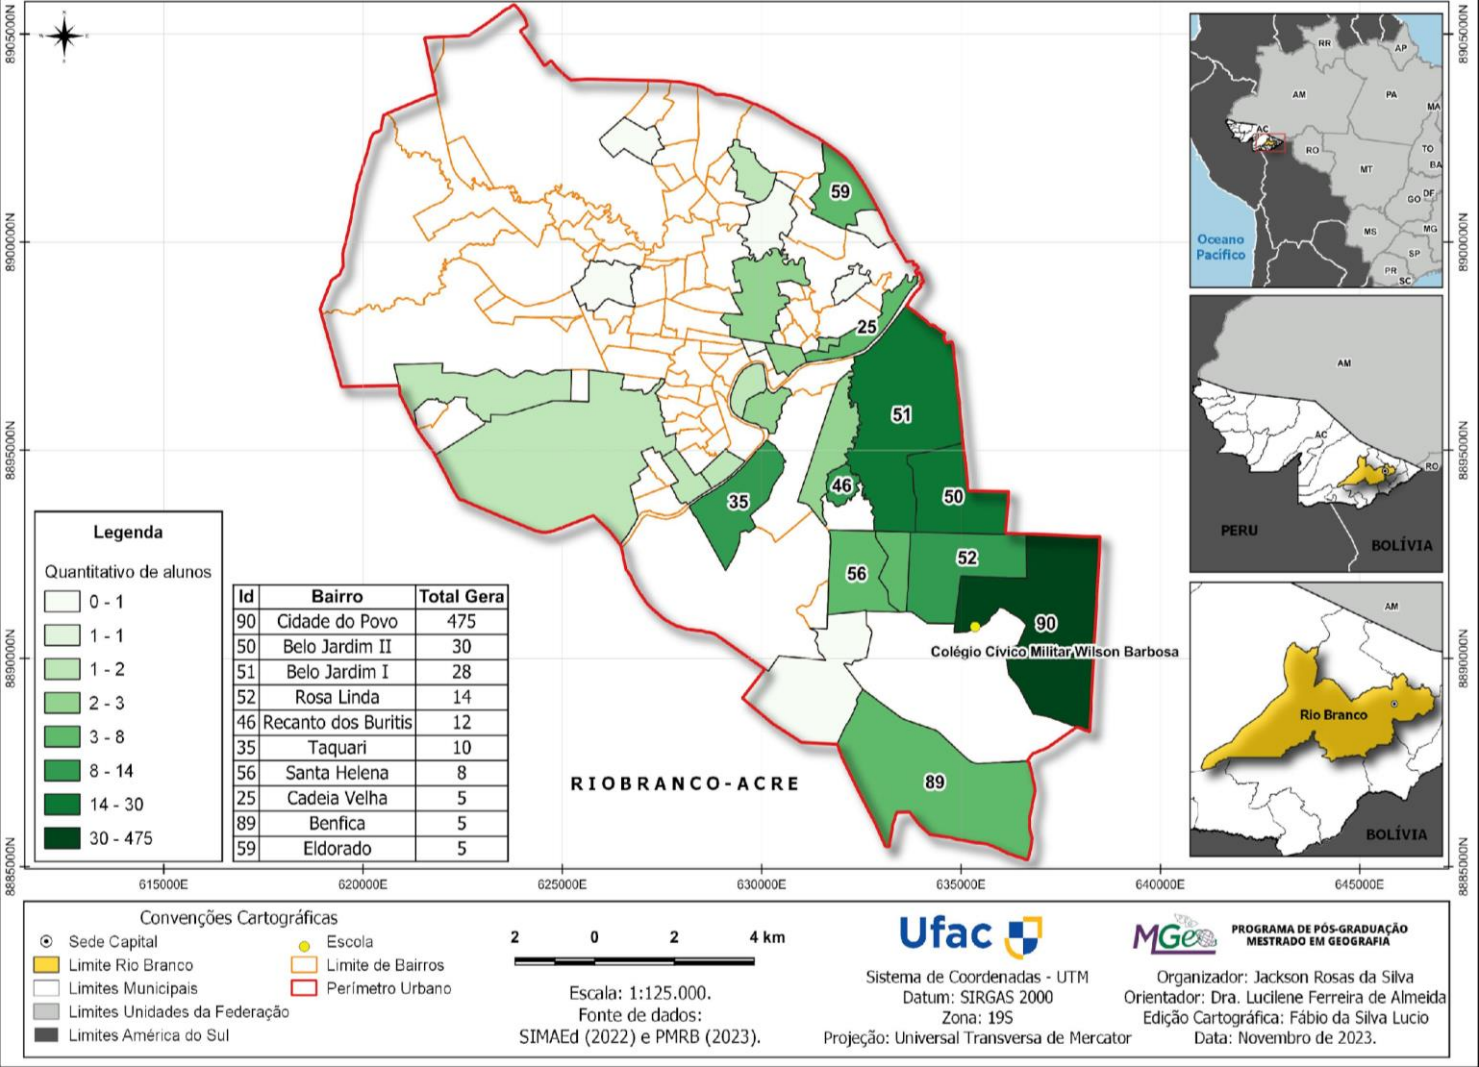 8905000N
8900000N
8895000N
8890000N
8885000N
59
25
51
46
50
35
52
56
90
Colégio Cívico Militar Wilson Barbosa
89
RIOBRANCO-ACRE
Legenda
Quantitativo de alunos
0 - 1
1 - 1
1 - 2
2 - 3
3 - 8
8 - 14
14 - 30
30 - 475
Id Bairro Total Gera
90 Cidade do Povo 475
50 Belo Jardim II 30
51 Belo Jardim I 28
52 Rosa Linda 14
46 Recanto dos Buritis 12
35 Taquari 10
56 Santa Helena 8
25 Cadeia Velha 5
89 Benfica 5
59 Eldorado 5
615000E 620000E 625000E 630000E 635000E 640000E 645000E
RR
AP
AM
PA
MA
AC
RO
TO
BA
MT
DF
GO
MS
MG
SP
PR
SC
Oceano
Pacífico
AM
AC
RO
PERU
BOLÍVIA
AM
Rio Branco
BOLÍVIA
8905000N
8900000N
8895000N
8890000N
8885000N
Convenções Cartográficas
Sede Capital
Limite Rio Branco
Limites Municipais
Limites Unidades da Federação
Limites América do Sul
Escola
Limite de Bairros
Perímetro Urbano
2 0 2 4 km
Escala: 1:125.000.
Fonte de dados:
SIMAEd (2022) e PMRB (2023).
Ufac
Sistema de Coordenadas - UTM
Datum: SIRGAS 2000
Zona: 19S
Projeção: Universal Transversa de Mercator
MGeo
PROGRAMA DE PÓS-GRADUAÇÃO
MESTRADO EM GEOGRAFIA
Organizador: Jackson Rosas da Silva
Orientador: Dra. Lucilene Ferreira de Almeida
Edição Cartográfica: Fábio da Silva Lucio
Data: Novembro de 2023.